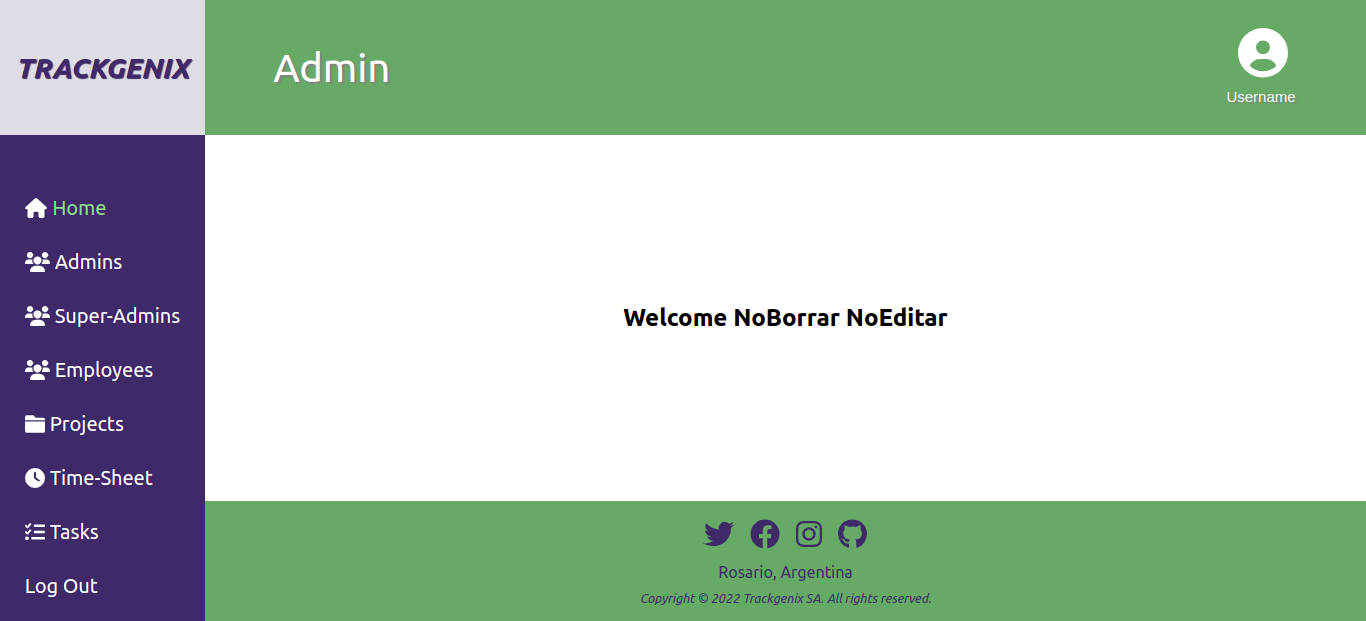 TRACKGENIX
Admin
Username
Home
Admins
Super-Admins
Employees
Projects
Time-Sheet
Tasks
Log Out
Welcome NoBorrar NoEditar
Rosario, Argentina
Copyright © 2022 Trackgenix SA. All rights reserved.